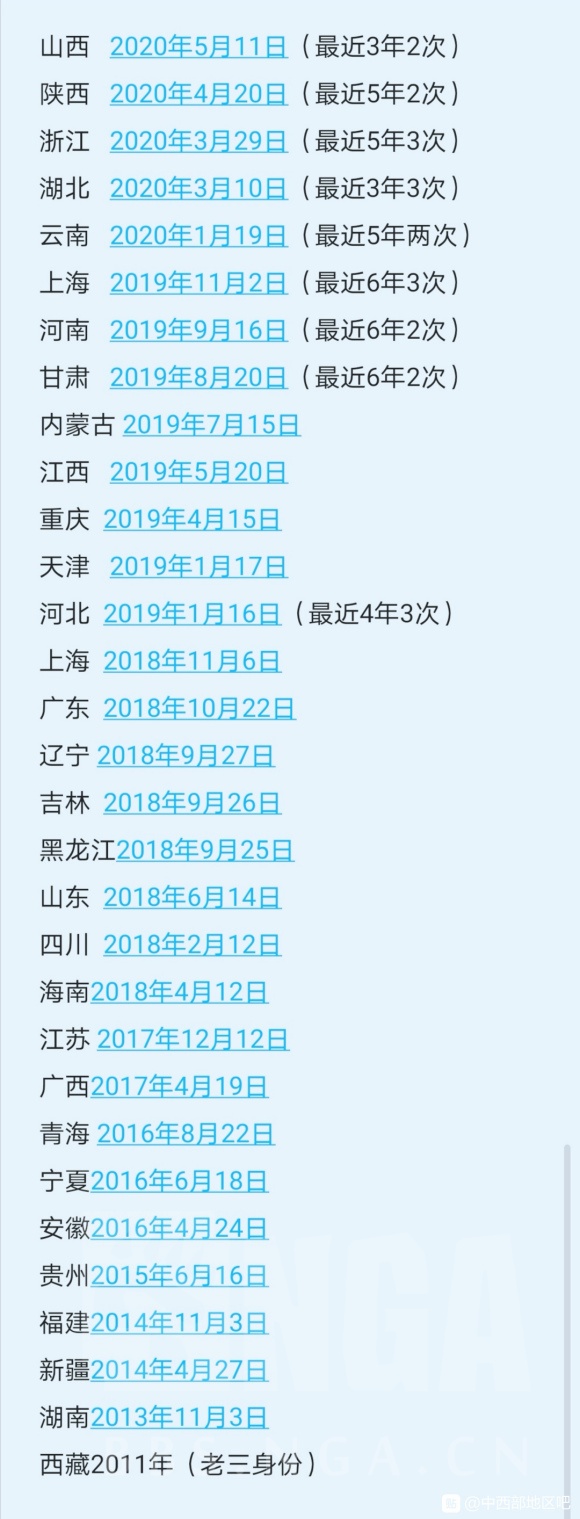 山西 2020年5月11日（最近3年2次）
陕西 2020年4月20日（最近5年2次）
浙江 2020年3月29日（最近5年3次）
湖北 2020年3月10日（最近3年3次）
云南 2020年1月19日（最近5年两次）
上海 2019年11月2日（最近6年3次）
河南 2019年9月16日（最近6年2次）
甘肃 2019年8月20日（最近6年2次）
内蒙古 2019年7月15日
江西 2019年5月20日
重庆 2019年4月15日
天津 2019年1月17日
河北 2019年1月16日（最近4年3次）
上海 2018年11月6日
广东 2018年10月22日
辽宁 2018年9月27日
吉林 2018年9月26日
黑龙江2018年9月25日
山东 2018年6月14日
四川 2018年2月12日
海南2018年4月12日
江苏 2017年12月12日
广西2017年4月19日
青海 2016年8月22日
宁夏2016年6月18日
安徽2016年4月24日
贵州2015年6月16日
福建2014年11月3日
新疆2014年4月27日
湖南2013年11月3日
西藏2011年（老三身份）
@中西部地区吧